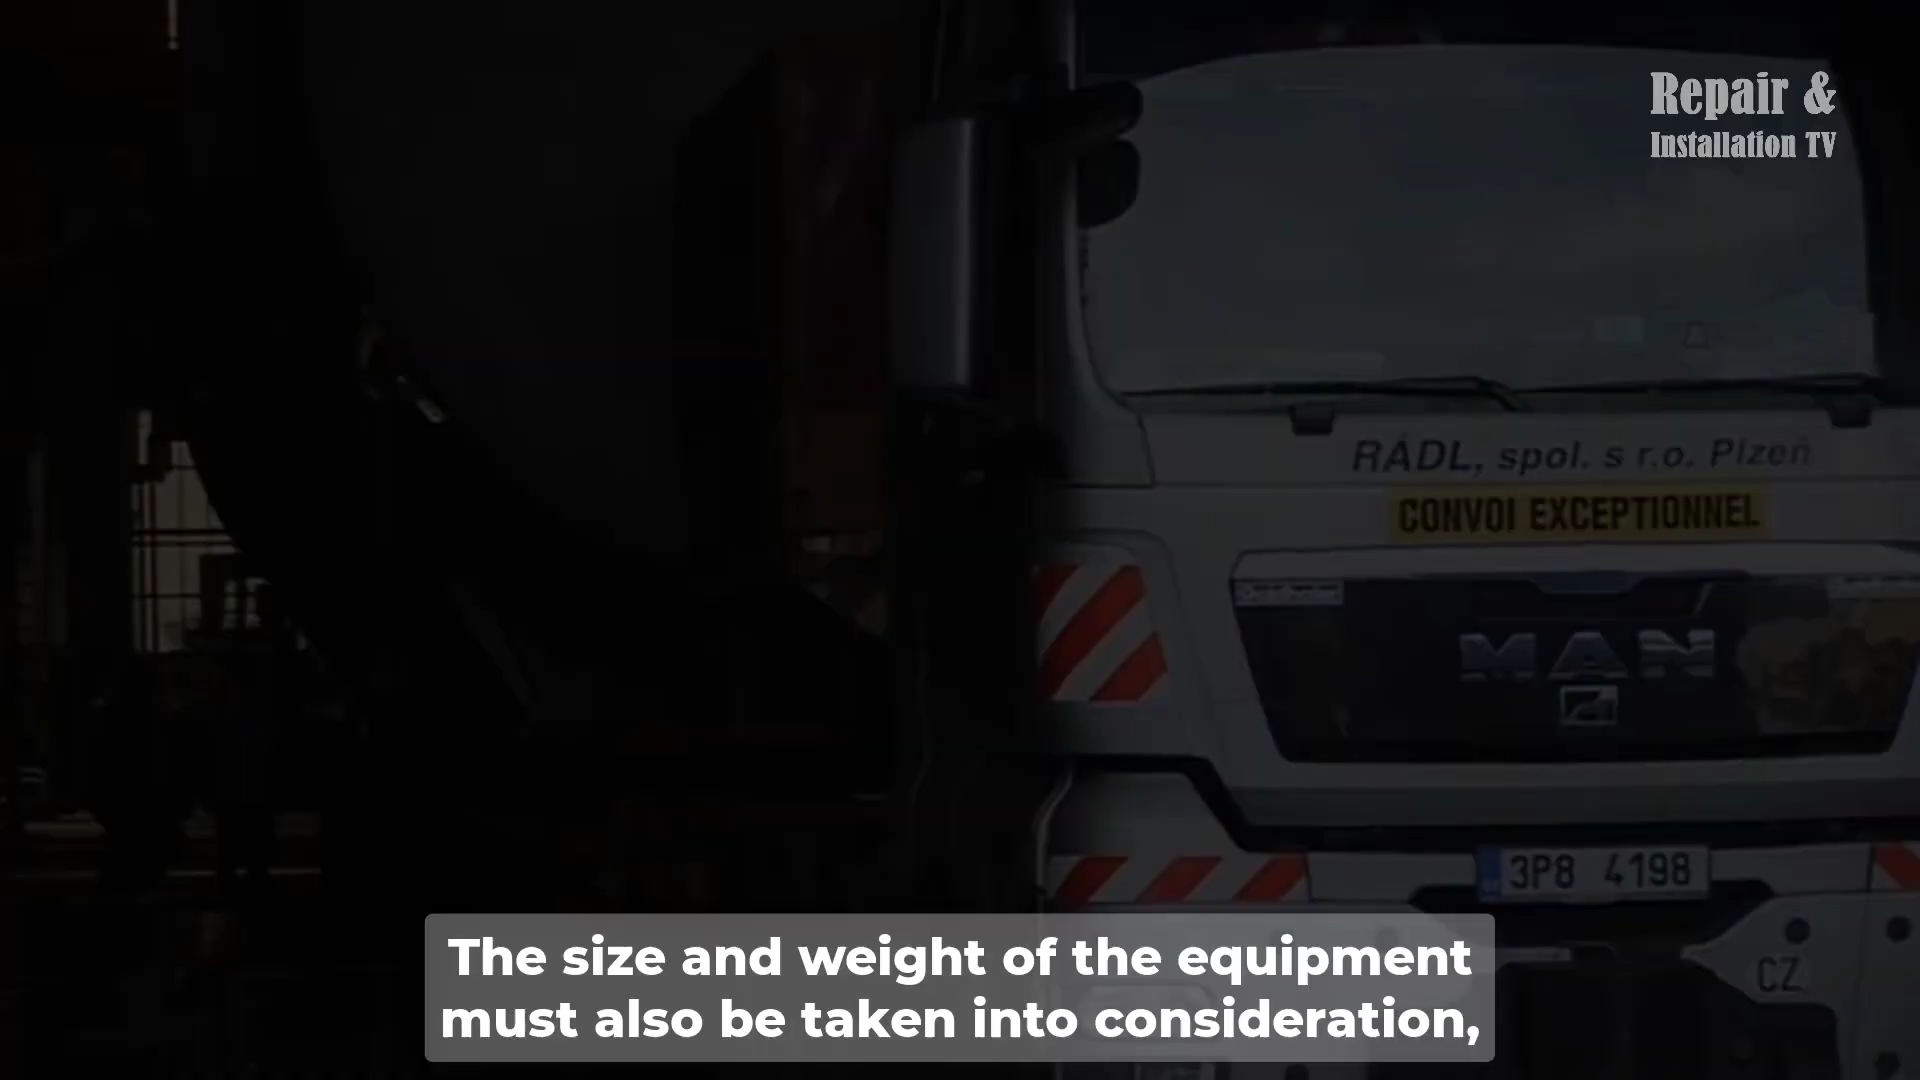 Repair &
Installation TV
RÁDL, spol. s r.o. Plzeň
CONVOI EXCEPTIONNEL
MAN
3P8 4198
CZ
The size and weight of the equipment
must also be taken into consideration,